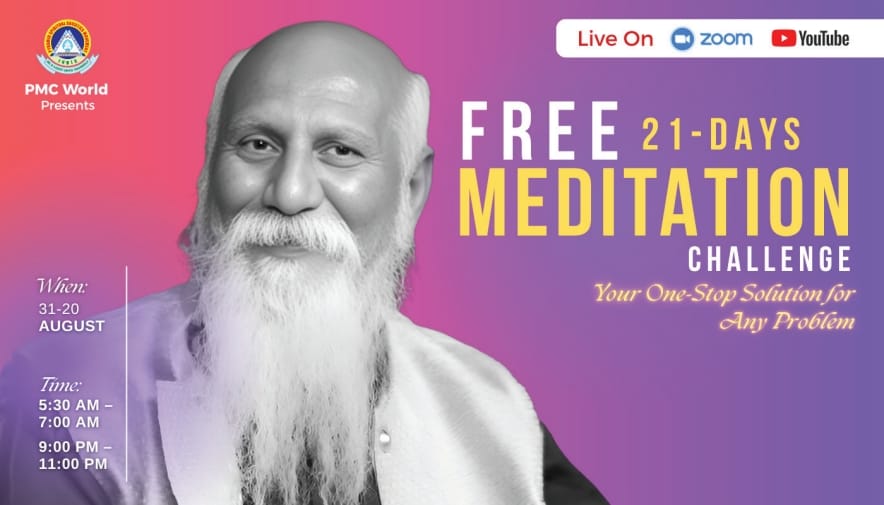 PMC World
Presents
Live On zoom YouTube
FREE 21-DAYS
MEDITATION
CHALLENGE
Your One-Stop Solution for
Any Problem
When:
31-20
AUGUST
Time:
5:30 AM –
7:00 AM
9:00 PM –
11:00 PM